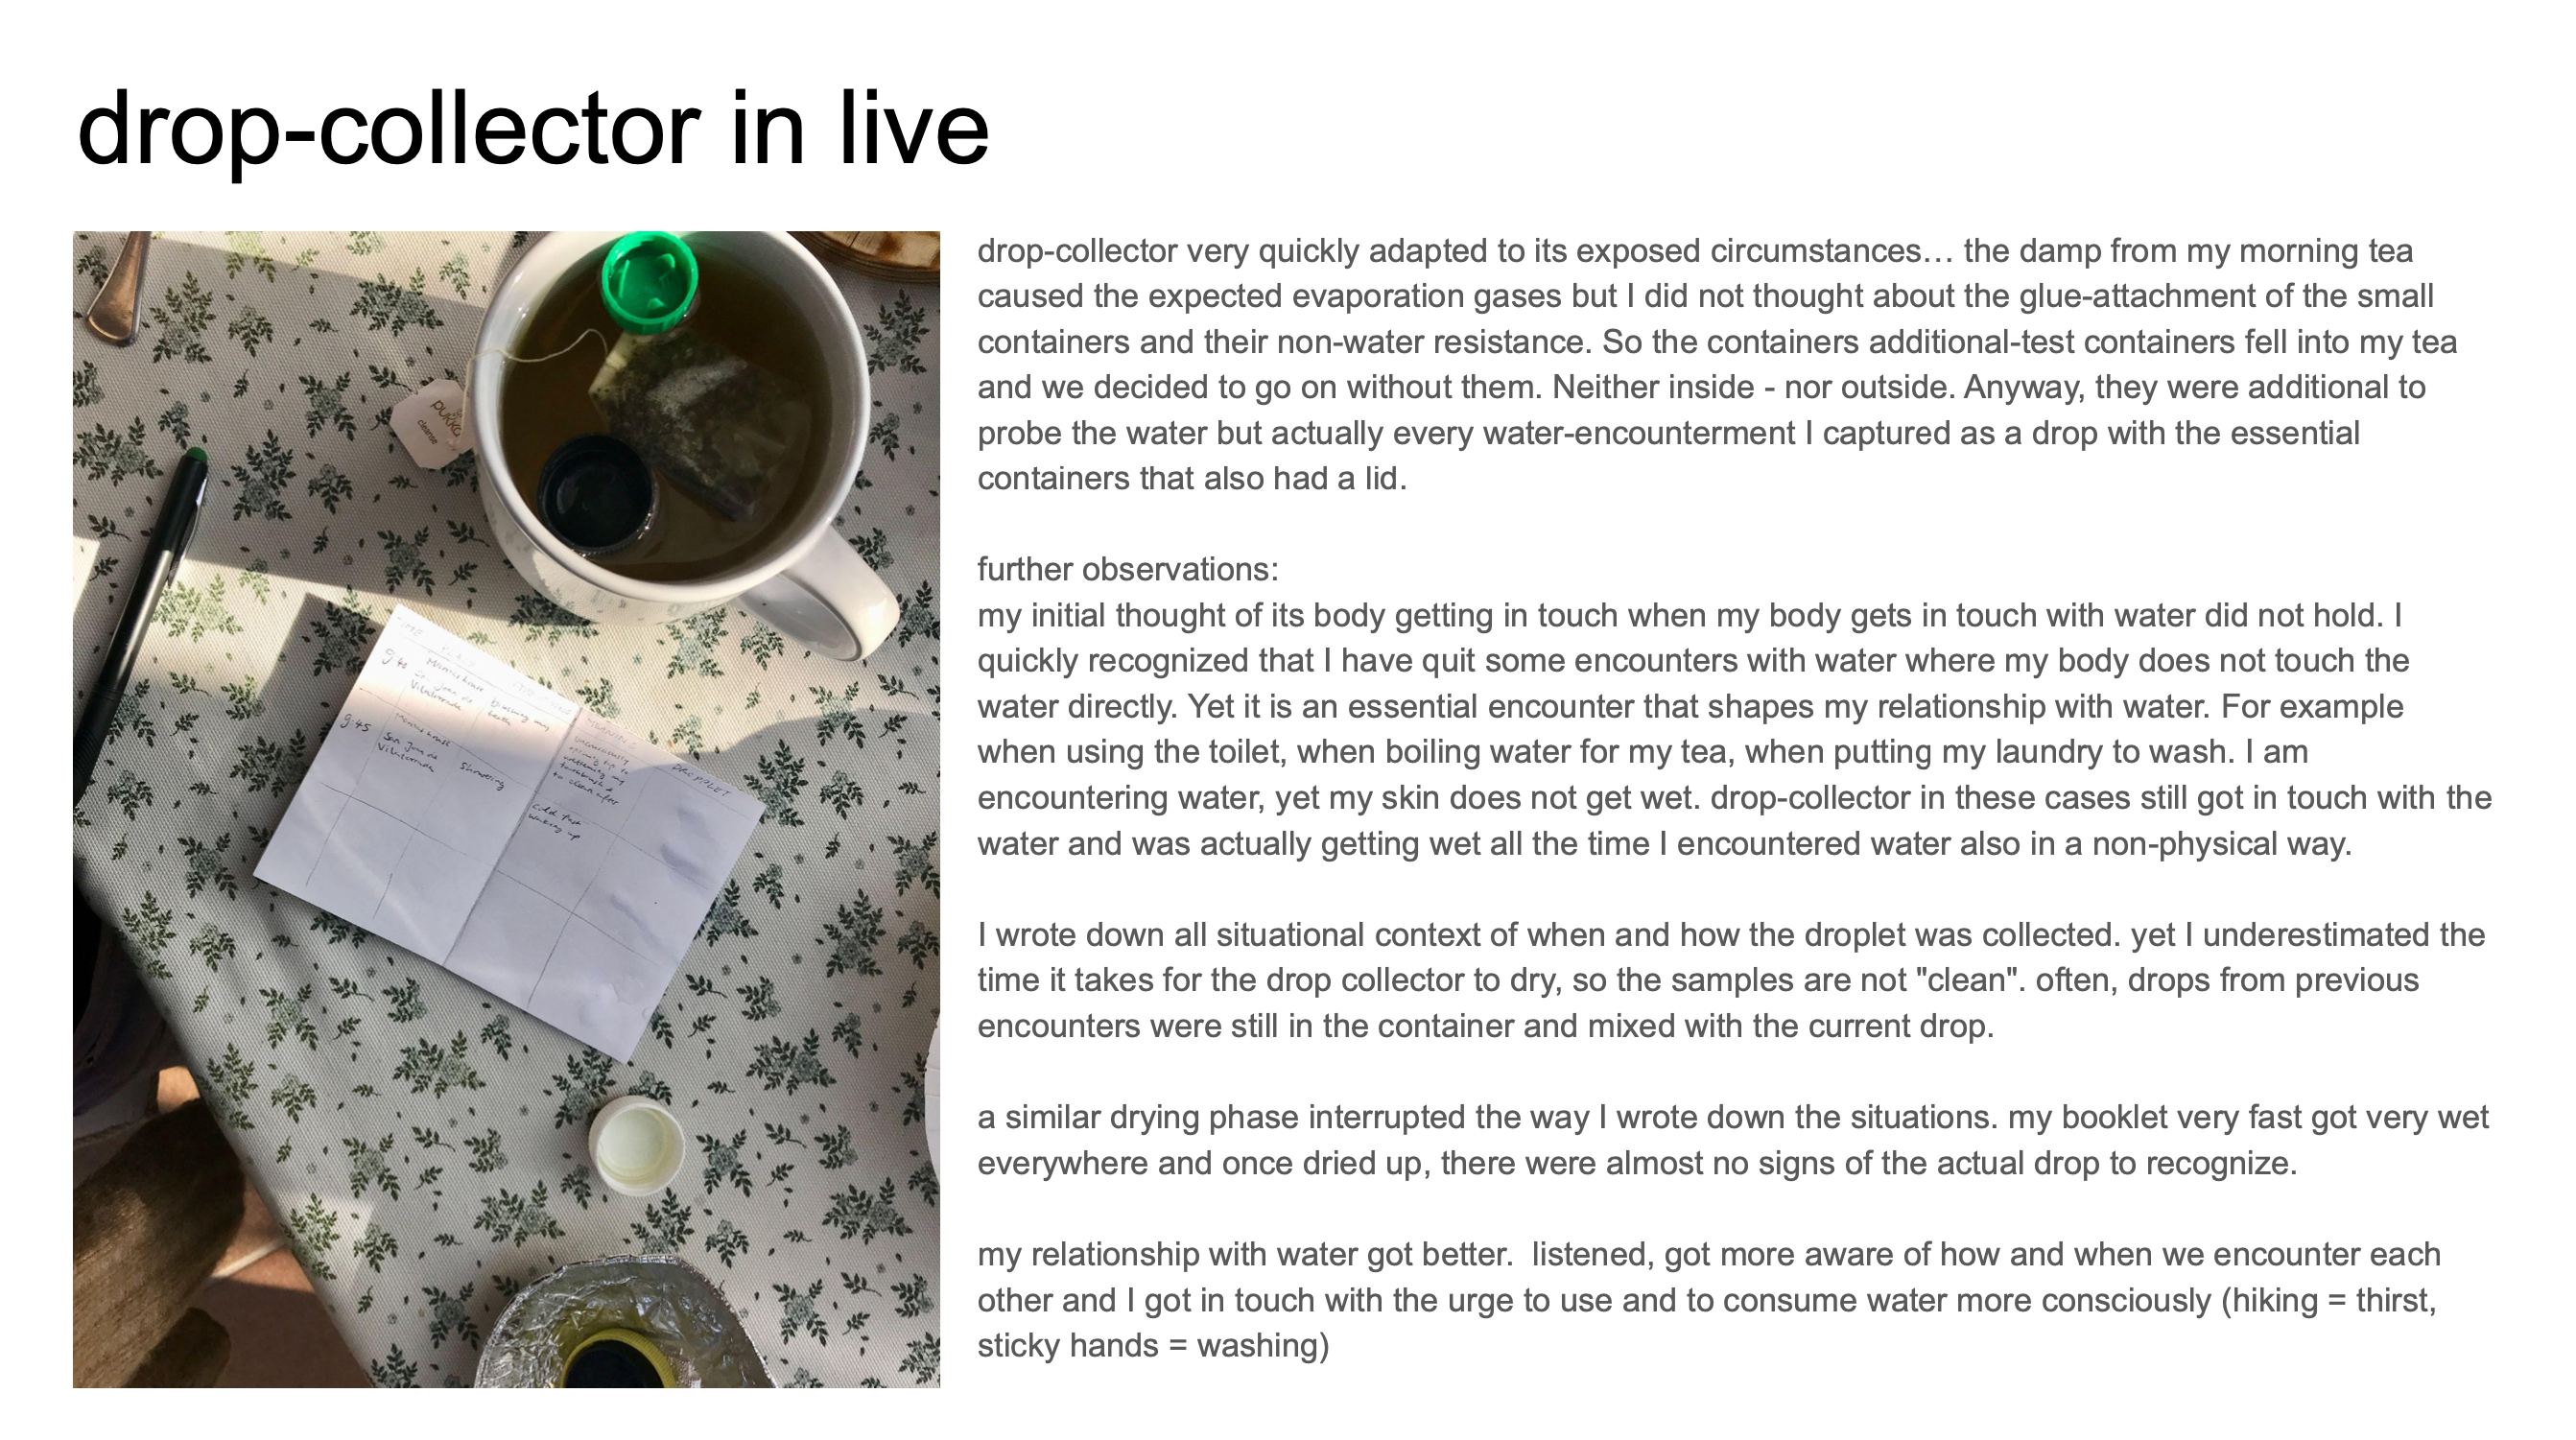 drop-collector in live
drop-collector very quickly adapted to its exposed circumstances… the damp from my morning tea
caused the expected evaporation gases but I did not thought about the glue-attachment of the small
containers and their non-water resistance. So the containers additional-test containers fell into my tea
and we decided to go on without them. Neither inside - nor outside. Anyway, they were additional to
probe the water but actually every water-encounterment I captured as a drop with the essential
containers that also had a lid.
further observations:
my initial thought of its body getting in touch when my body gets in touch with water did not hold. I
quickly recognized that I have quit some encounters with water where my body does not touch the
water directly. Yet it is an essential encounter that shapes my relationship with water. For example
when using the toilet, when boiling water for my tea, when putting my laundry to wash. I am
encountering water, yet my skin does not get wet. drop-collector in these cases still got in touch with the
water and was actually getting wet all the time I encountered water also in a non-physical way.
I wrote down all situational context of when and how the droplet was collected. yet I underestimated the
time it takes for the drop collector to dry, so the samples are not "clean". often, drops from previous
encounters were still in the container and mixed with the current drop.
a similar drying phase interrupted the way I wrote down the situations. my booklet very fast got very wet
everywhere and once dried up, there were almost no signs of the actual drop to recognize.
my relationship with water got better.  listened, got more aware of how and when we encounter each
other and I got in touch with the urge to use and to consume water more consciously (hiking = thirst,
sticky hands = washing)
pukka
cleanse
9:40
brushing my
teeth
9:45
San Joan de
Showering
waking up
DROPPLET